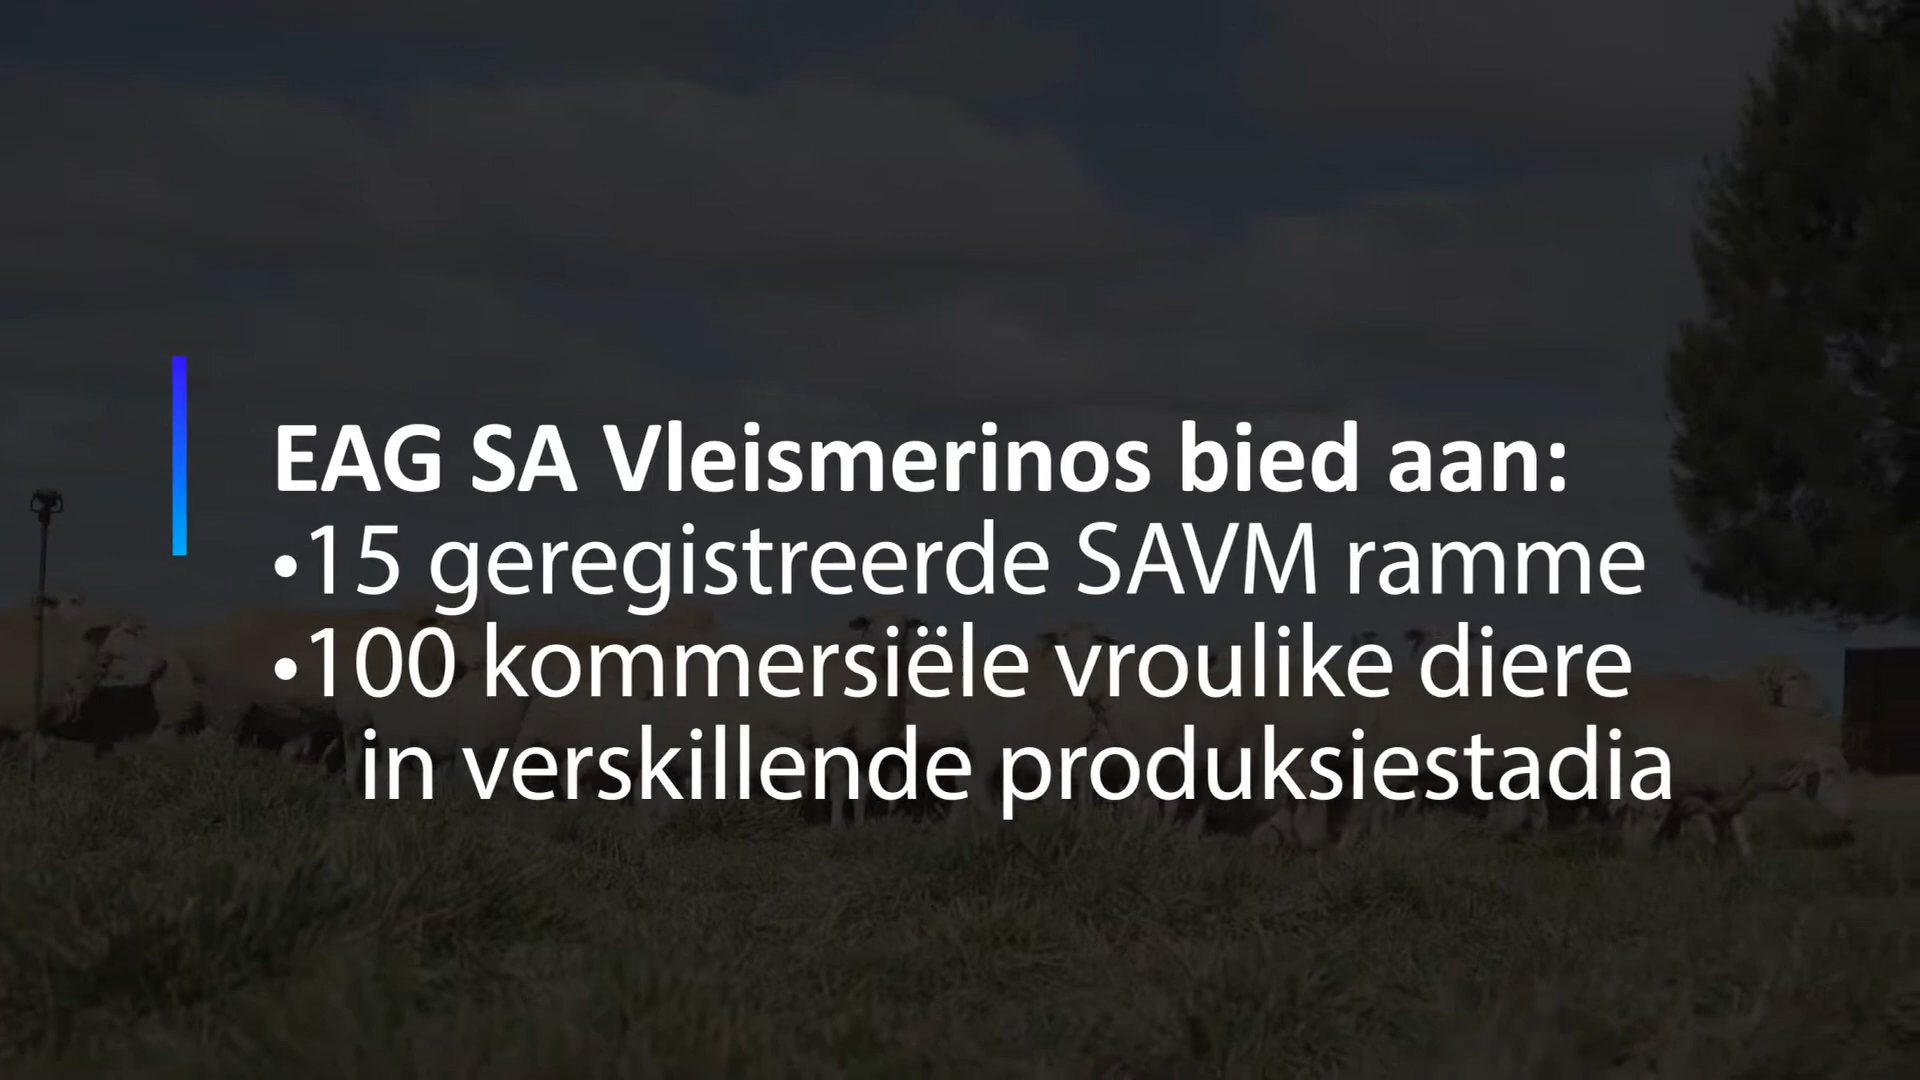 EAG SA Vleismerinos bied aan:
•15 geregistreerde SAVM ramme
•100 kommersiële vroulike diere
in verskillende produksiestadia